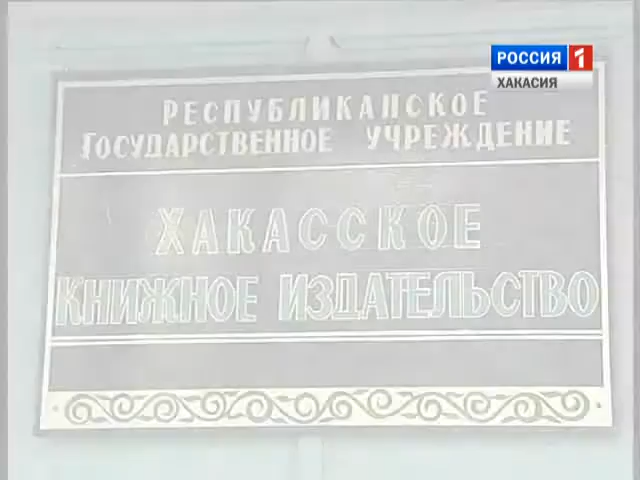 РОССИЯ 1
ХАКАСИЯ
РЕСПУБЛИКАНСКОЕ
ГОСУДАРСТВЕННОЕ УЧРЕЖДЕНИЕ
ХАКАССКОЕ
КНИЖНОЕ ИЗДАТЕЛЬСТВО